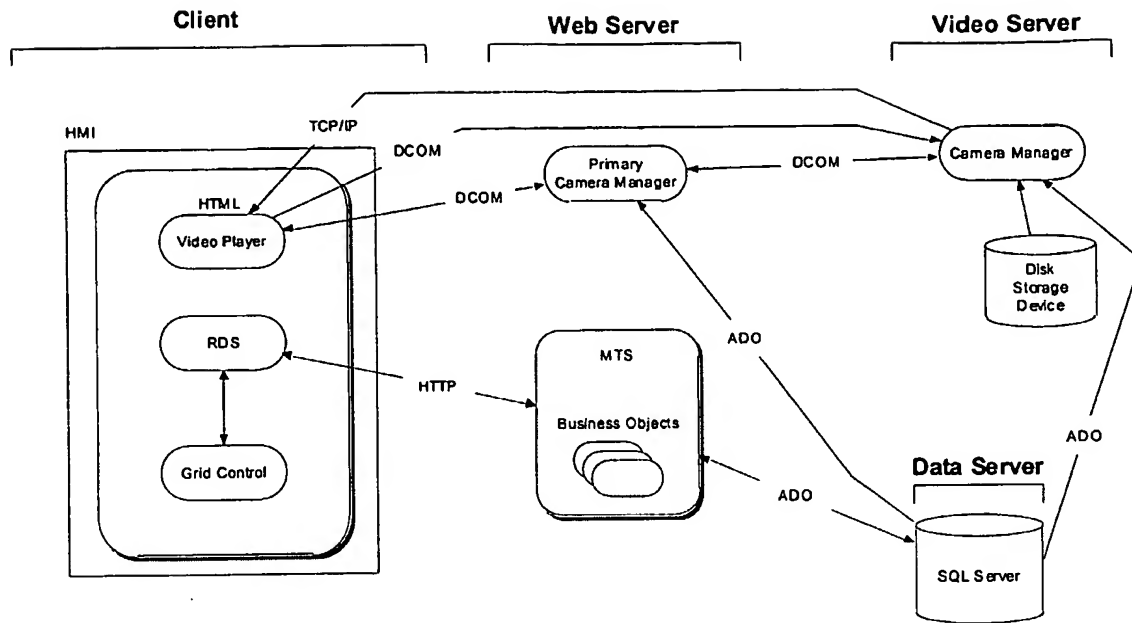 Client
Web Server
Video Server
HMI
TCP/IP
DCOM
HTML
Video Player
DCOM
Primary
Camera Manager
DCOM
Camera Manager
Disk
Storage
Device
RDS
HTTP
MTS
Business Objects
ADO
ADO
Grid Control
ADO
Data Server
SQL Server